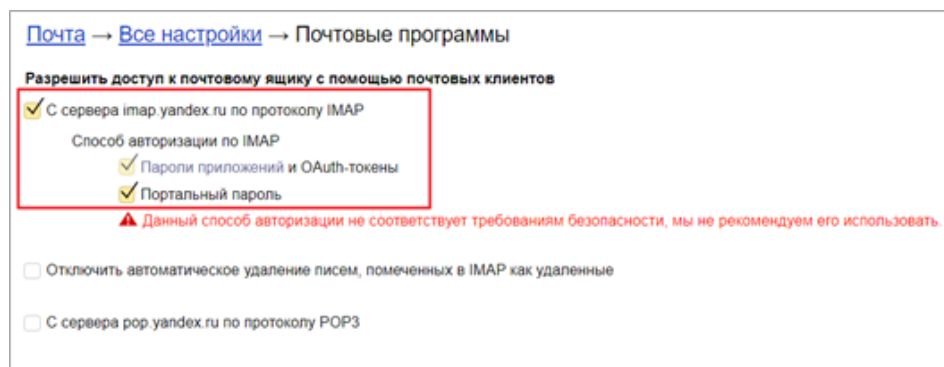 Почта → Все настройки → Почтовые программы
Разрешить доступ к почтовому ящику с помощью почтовых клиентов
С сервера imap.yandex.ru по протоколу IMAP
Способ авторизации по IMAP
Пароли приложений и OAuth-токены
Портальный пароль
Данный способ авторизации не соответствует требованиям безопасности, мы не рекомендуем его использовать.
Отключить автоматическое удаление писем, помеченных в IMAP как удаленные
С сервера pop.yandex.ru по протоколу POP3